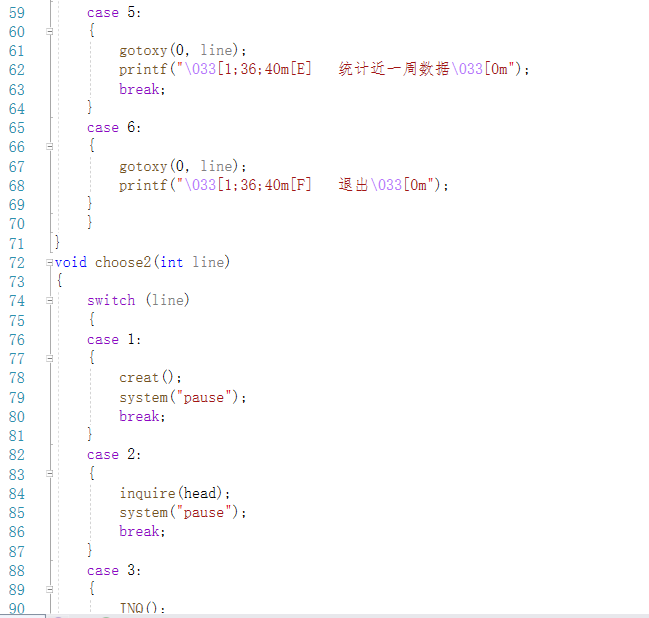 59 case 5:
60 {
61 gotoxy(0, line);
62 printf("\033[1;36;40m[E] 统计近一周数据\033[0m");
63 break;
64 }
65 case 6:
66 {
67 gotoxy(0, line);
68 printf("\033[1;36;40m[F] 退出\033[0m");
69 }
70 }
71 }
72 void choose2(int line)
73 {
74 switch (line)
75 {
76 case 1:
77 {
78 creat();
79 system("pause");
80 break;
81 }
82 case 2:
83 {
84 inquire(head);
85 system("pause");
86 break;
87 }
88 case 3:
89 {
90 INQ();